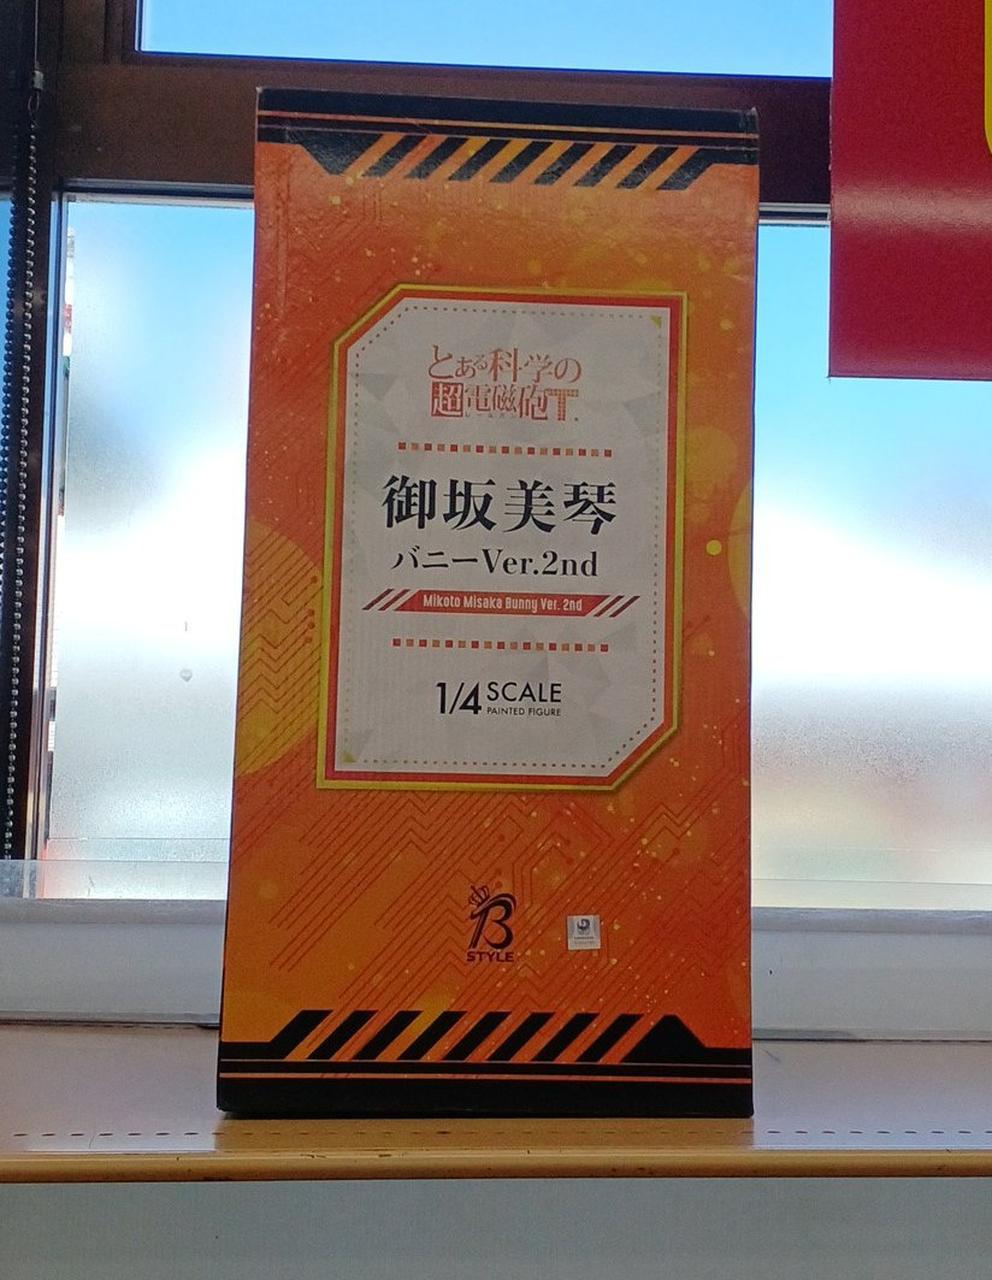 とある科学の
超電磁砲T
御坂美琴
バニーVer.2nd
Mikoto Misaka Bunny Ver. 2nd
1/4 SCALE
PAINTED FIGURE
B
STYLE